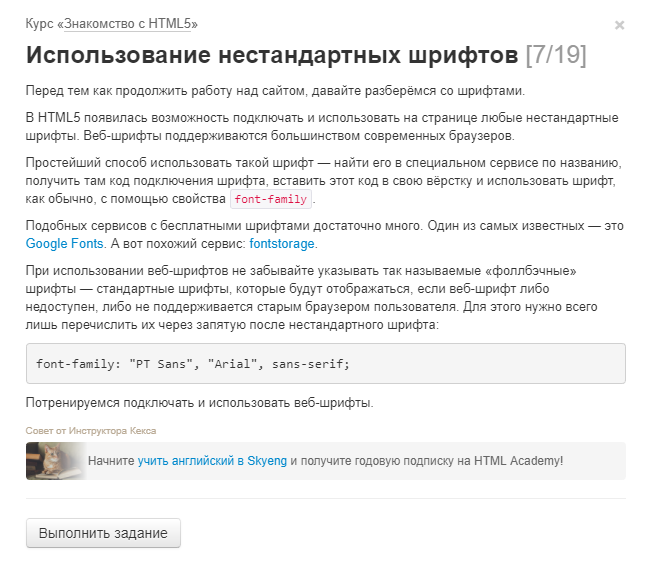 Курс «Знакомство с HTML5»
×
Использование нестандартных шрифтов [7/19]
Перед тем как продолжить работу над сайтом, давайте разберёмся со шрифтами.
В HTML5 появилась возможность подключать и использовать на странице любые нестандартные
шрифты. Веб-шрифты поддерживаются большинством современных браузеров.
Простейший способ использовать такой шрифт — найти его в специальном сервисе по названию,
получить там код подключения шрифта, вставить этот код в свою вёрстку и использовать шрифт,
как обычно, с помощью свойства font-family.
Подобных сервисов с бесплатными шрифтами достаточно много. Один из самых известных — это
Google Fonts. А вот похожий сервис: fontstorage.
При использовании веб-шрифтов не забывайте указывать так называемые «фоллбэчные»
шрифты — стандартные шрифты, которые будут отображаться, если веб-шрифт либо
недоступен, либо не поддерживается старым браузером пользователя. Для этого нужно всего
лишь перечислить их через запятую после нестандартного шрифта:
font-family: "PT Sans", "Arial", sans-serif;
Потренируемся подключать и использовать веб-шрифты.
Совет от Инструктора Кекса
Начните учить английский в Skyeng и получите годовую подписку на HTML Academy!
Выполнить задание